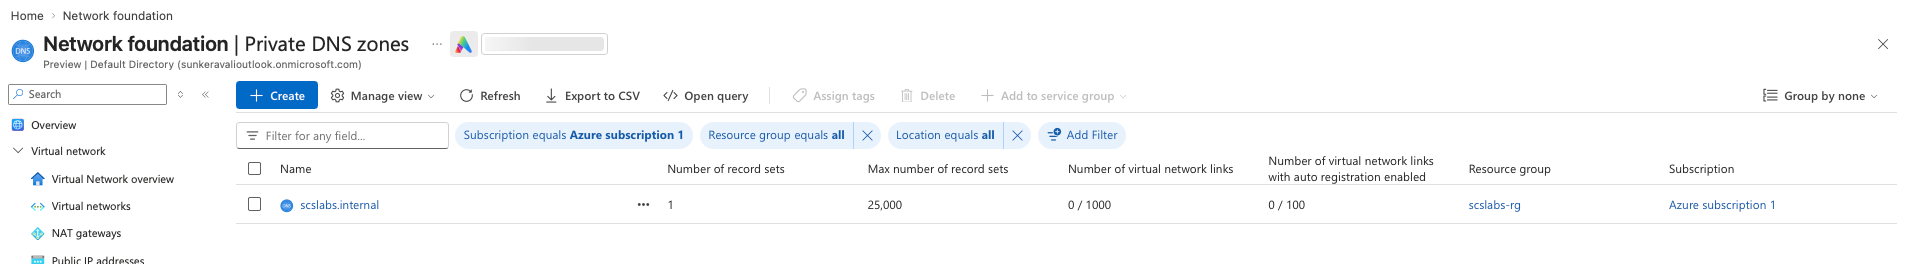 Home > Network foundation
DNS Network foundation | Private DNS zones ...
Preview | Default Directory (sunkeravalioutlook.onmicrosoft.com)
Search
Create Manage view Refresh Export to CSV Open query Assign tags Delete Add to service group Group by none
Overview
Filter for any field... Subscription equals Azure subscription 1 Resource group equals all Location equals all Add Filter
Virtual network
Name Number of record sets Max number of record sets Number of virtual network links Number of virtual network links
with auto registration enabled Resource group Subscription
Virtual Network overview
scslabs.internal ... 1 25,000 0 / 1000 0 / 100 scslabs-rg Azure subscription 1
Virtual networks
NAT gateways
Public IP addresses